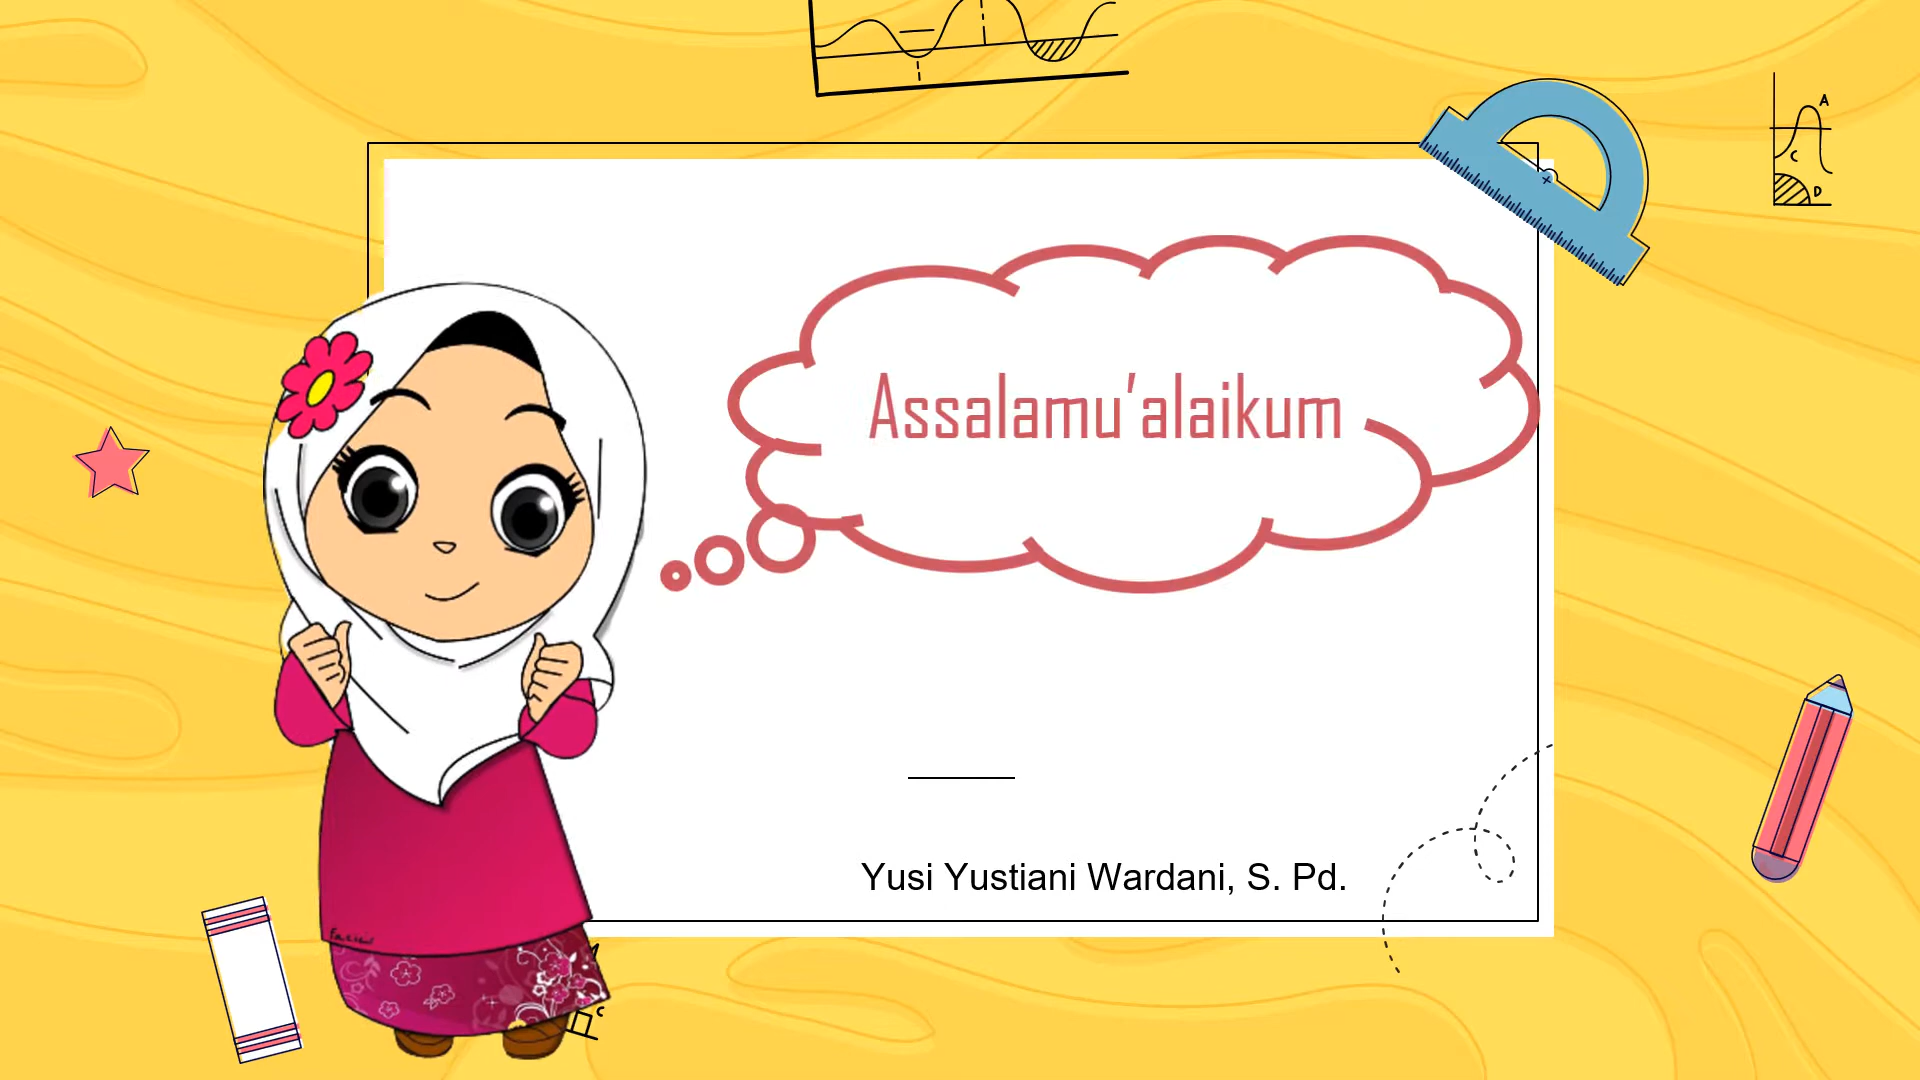 A
C
D
Assalamu’alaikum
Yusi Yustiani Wardani, S. Pd.
C